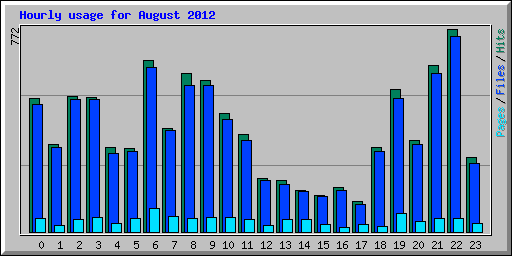 Hourly usage for August 2012
772
Pages/Files/Hits
0 1 2 3 4 5 6 7 8 9 10 11 12 13 14 15 16 17 18 19 20 21 22 23